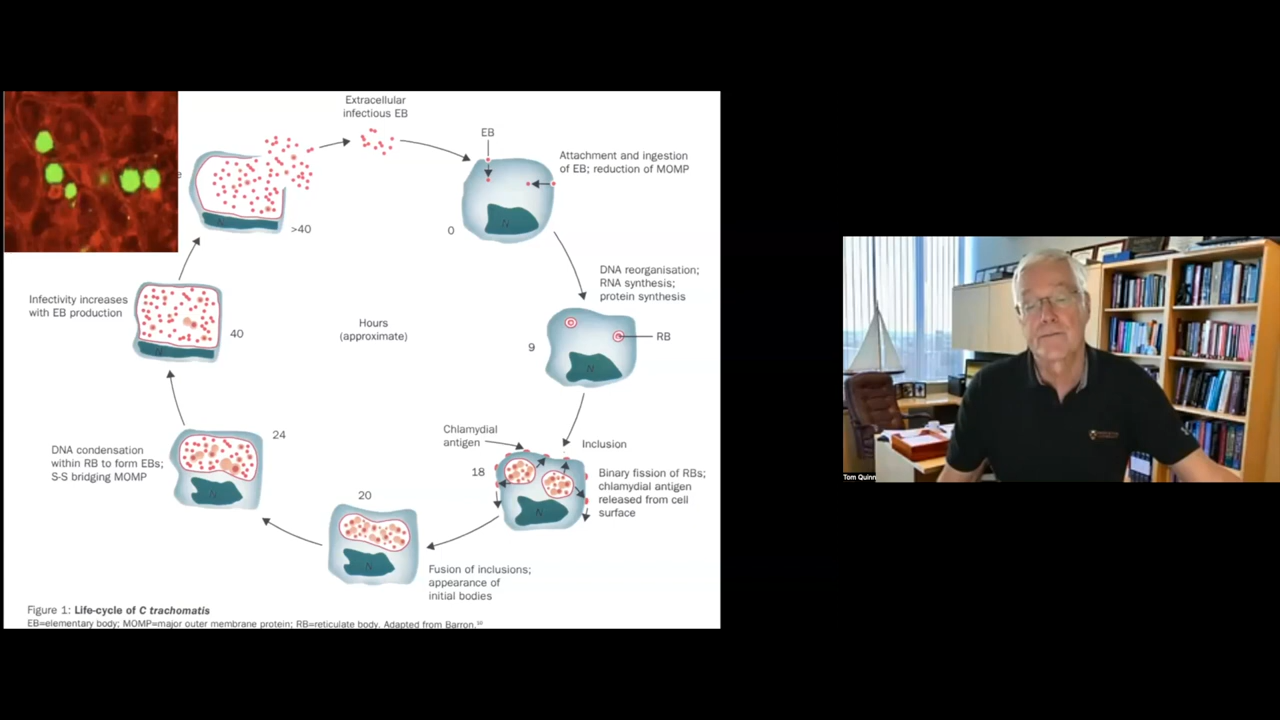 Extracellular
infectious EB
EB
Attachment and ingestion
of EB; reduction of MOMP
N
0
N
>40
DNA reorganisation;
RNA synthesis;
protein synthesis
RB
9
N
Infectivity increases
with EB production
40
N
Hours
(approximate)
Chlamydial
antigen
Inclusion
18
Binary fission of RBs;
chlamydial antigen
released from cell
surface
N
24
DNA condensation
within RB to form EBs;
S-S bridging MOMP
N
20
N
Fusion of inclusions;
appearance of
initial bodies
Figure 1: Life-cycle of C trachomatis
EB=elementary body; MOMP=major outer membrane protein; RB=reticulate body. Adapted from Barron.¹⁰
Tom Quinn